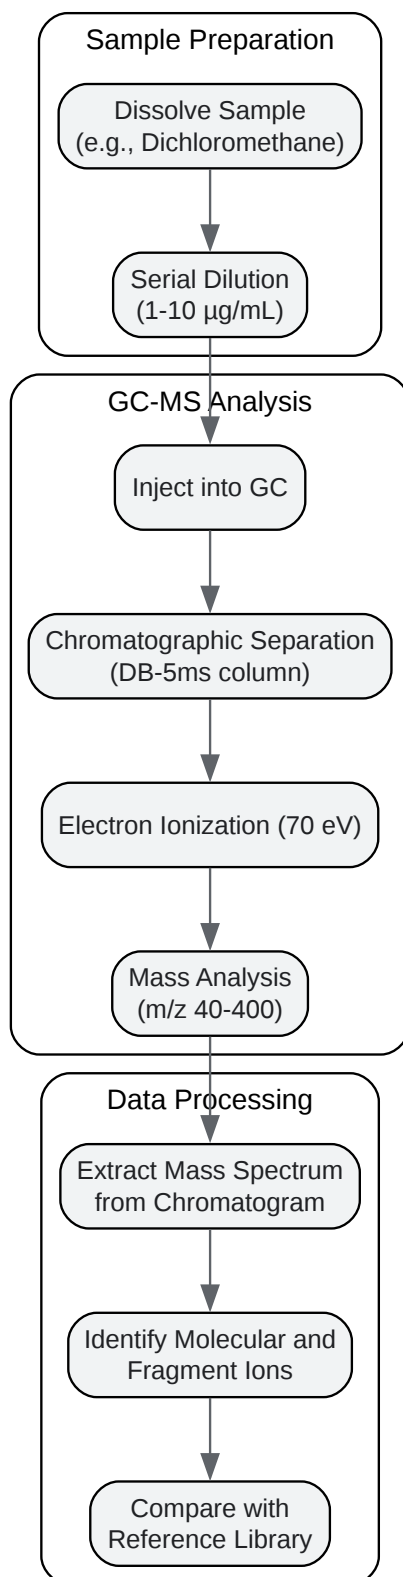 Sample Preparation
Dissolve Sample
(e.g., Dichloromethane)
Serial Dilution
(1-10 µg/mL)
GC-MS Analysis
Inject into GC
Chromatographic Separation
(DB-5ms column)
Electron Ionization (70 eV)
Mass Analysis
(m/z 40-400)
Data Processing
Extract Mass Spectrum
from Chromatogram
Identify Molecular and
Fragment Ions
Compare with
Reference Library